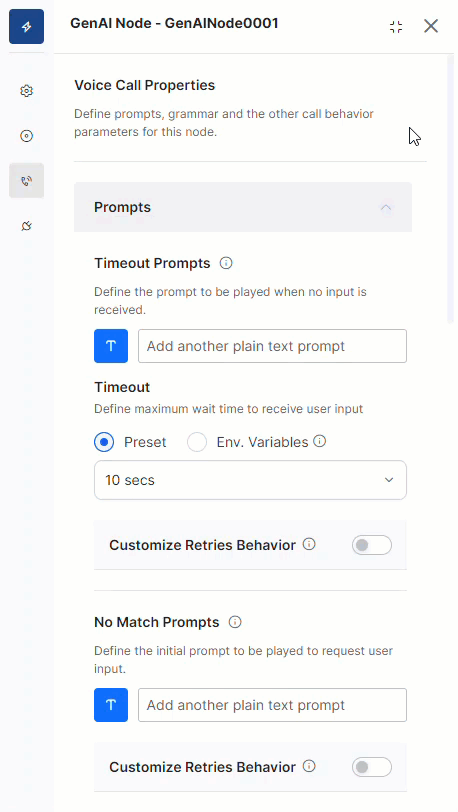 GenAI Node - GenAINode0001
Voice Call Properties
Define prompts, grammar and the other call behavior
parameters for this node.
Prompts
Timeout Prompts
Define the prompt to be played when no input is
received.
T
Add another plain text prompt
Timeout
Define maximum wait time to receive user input
Preset Env. Variables
10 secs
Customize Retries Behavior
No Match Prompts
Define the initial prompt to be played to request user
input.
T
Add another plain text prompt
Customize Retries Behavior